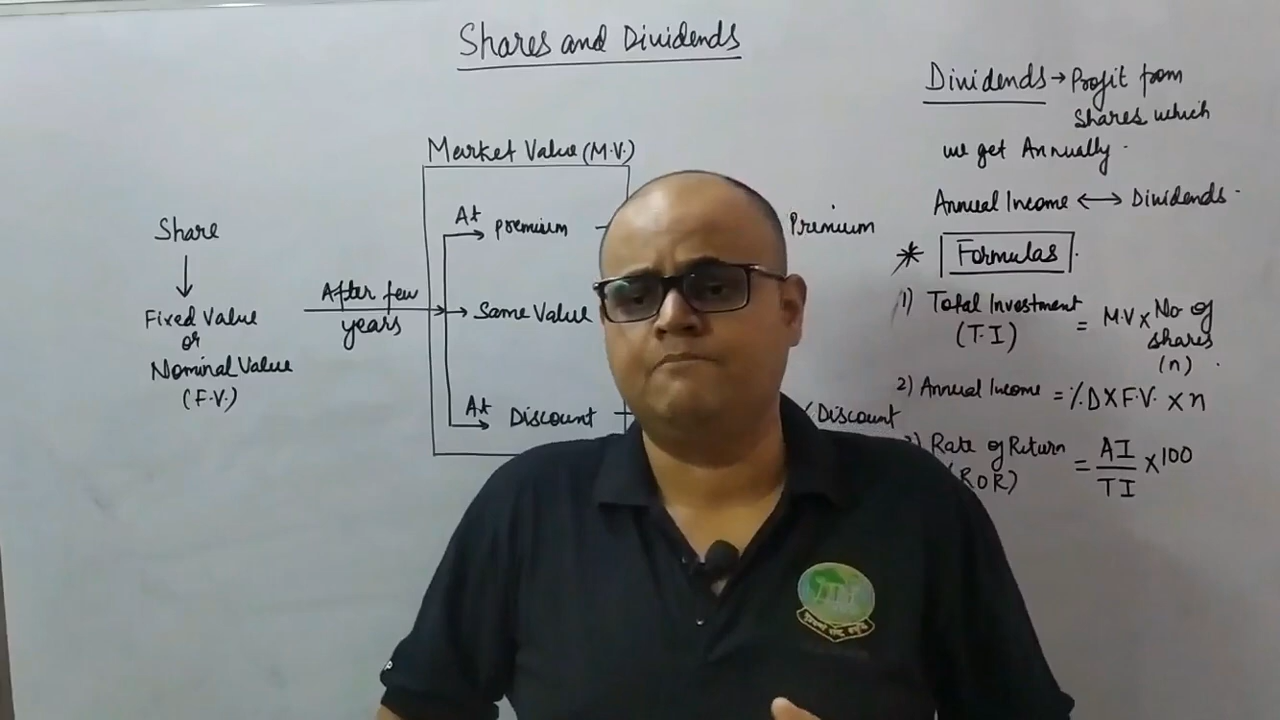 Shares and Dividends
Market Value (M.V.)
Share
Fixed Value
or
Nominal Value
(F.V.)
After few
years
At premium
Same Value
At Discount
Premium
Discount
Dividends → Profit from
Shares which
we get Annually.
Annual Income ↔ Dividends.
* Formulas
1) Total Investment = M.V × No of
(T.I) shares
(n).
2) Annual Income = % D × F.V. × n
3) Rate of Return = AI/TI × 100
(ROR)